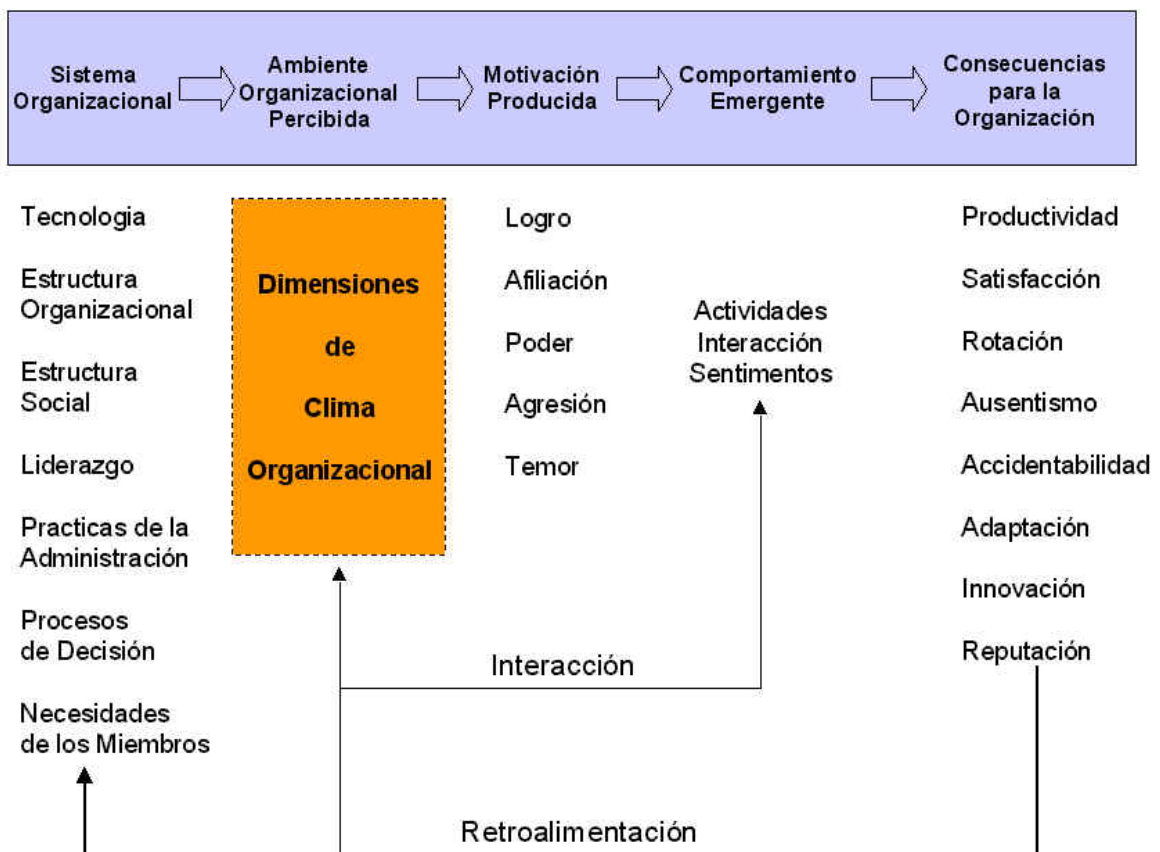 Sistema
Organizacional
Ambiente
Organizacional
Percibida
Motivación
Producida
Comportamiento
Emergente
Consecuencias
para la
Organización
Tecnologia
Estructura
Organizacional
Estructura
Social
Liderazgo
Practicas de la
Administración
Procesos
de Decisión
Necesidades
de los Miembros
Dimensiones
de
Clima
Organizacional
Logro
Afiliación
Poder
Agresión
Temor
Actividades
Interacción
Sentimentos
Productividad
Satisfacción
Rotación
Ausentismo
Accidentabilidad
Adaptación
Innovación
Reputación
Interacción
Retroalimentación